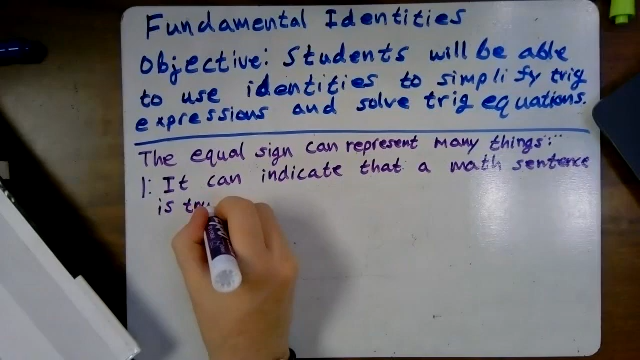 Fundamental Identities
Objective: Students will be able
to use identities to simplify trig
expressions and solve trig equations.
The equal sign can represent many things:
1: It can indicate that a math sentence
is tru